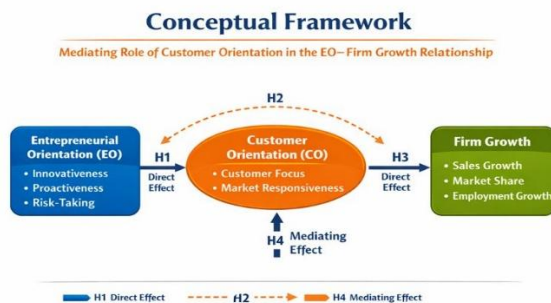 Conceptual Framework
Mediating Role of Customer Orientation in the EO–Firm Growth Relationship
H2
Entrepreneurial
Orientation (EO)
• Innovativeness
• Proactiveness
• Risk-Taking
H1
Direct
Effect
Customer
Orientation (CO)
• Customer Focus
• Market Responsiveness
H3
Direct
Effect
Firm Growth
• Sales Growth
• Market Share
• Employment Growth
H4
Mediating
Effect
H1 Direct Effect
H2
H4 Mediating Effect